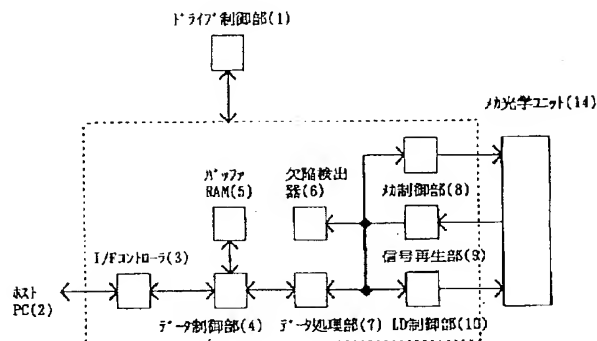 ドライブ制御部(1)
メカ光学ユニット(14)
バッファ
RAM(5)
欠陥検出
器(6)
メカ制御部(8)
I/Fコントローラ(3)
信号再生部(9)
ホスト
PC(2)
データ制御部(4)
データ処理部(7)
LD制御部(10)